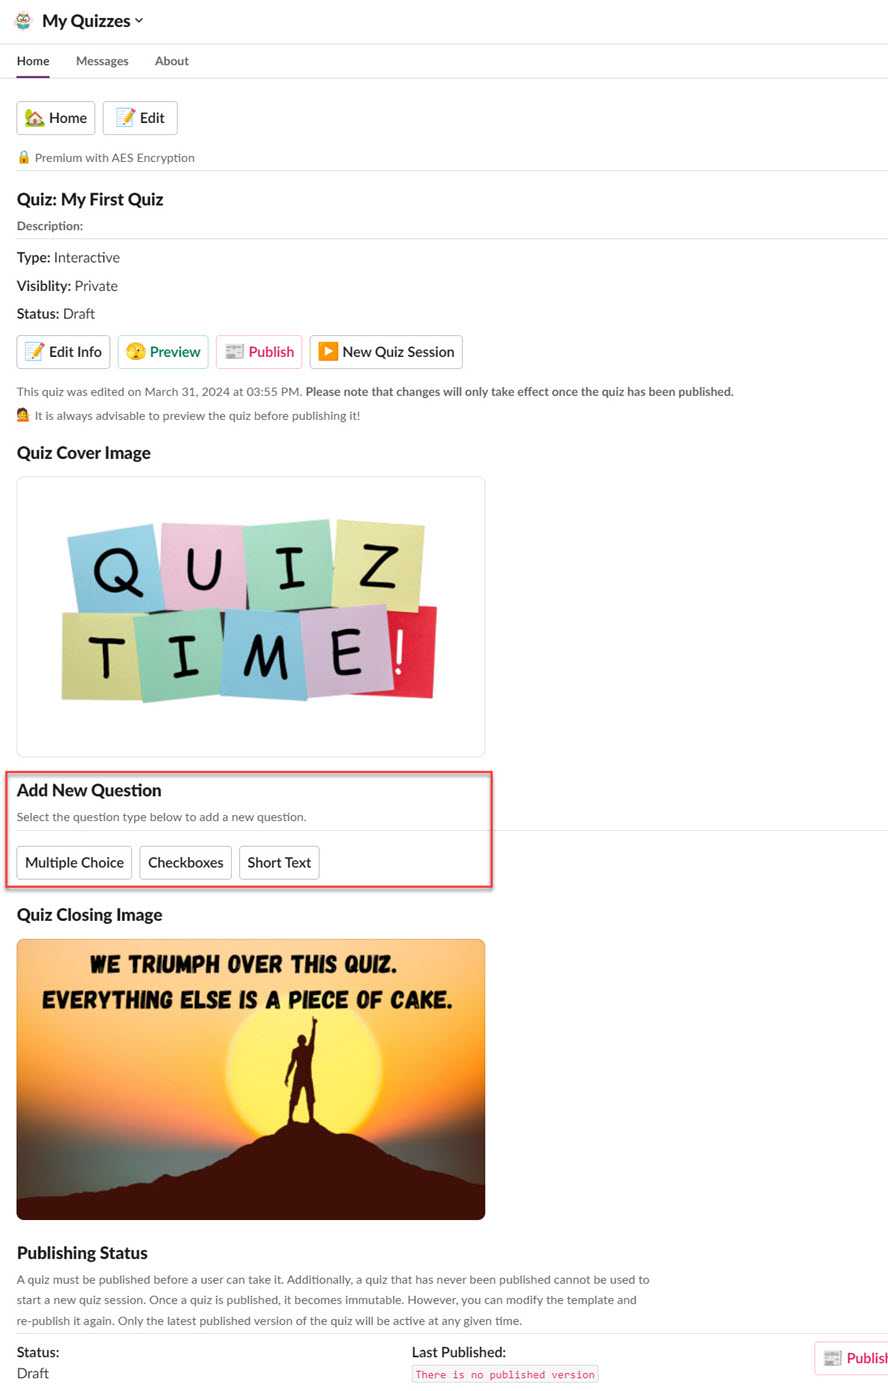 My Quizzes
Home Messages About
Home Edit
Premium with AES Encryption
Quiz: My First Quiz
Description:
Type: Interactive
Visiblity: Private
Status: Draft
Edit Info Preview Publish New Quiz Session
This quiz was edited on March 31, 2024 at 03:55 PM. Please note that changes will only take effect once the quiz has been published.
It is always advisable to preview the quiz before publishing it!
Quiz Cover Image
QUIZ
TIME!
Add New Question
Select the question type below to add a new question.
Multiple Choice Checkboxes Short Text
Quiz Closing Image
WE TRIUMPH OVER THIS QUIZ.
EVERYTHING ELSE IS A PIECE OF CAKE.
Publishing Status
A quiz must be published before a user can take it. Additionally, a quiz that has never been published cannot be used to
start a new quiz session. Once a quiz is published, it becomes immutable. However, you can modify the template and
re-publish it again. Only the latest published version of the quiz will be active at any given time.
Status: Last Published:
Draft There is no published version Publish